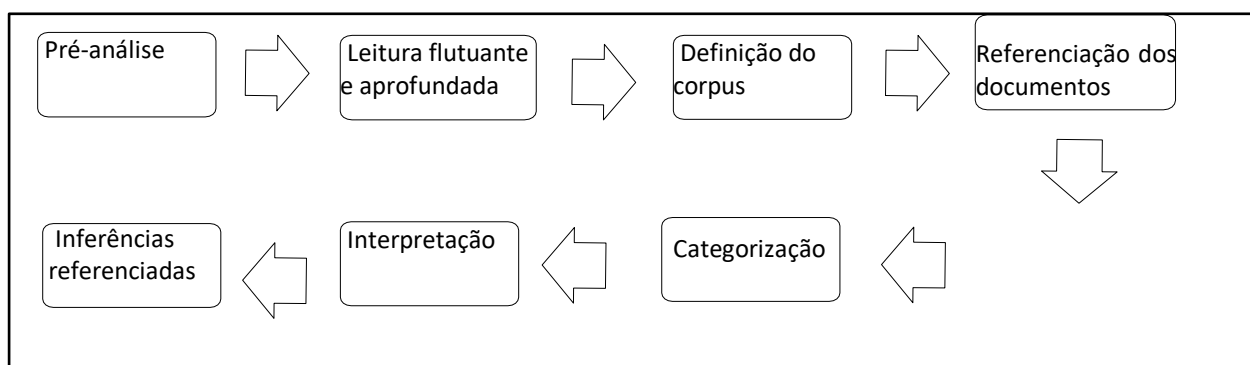 Pré-análise
Leitura flutuante
e aprofundada
Definição do
corpus
Referenciação dos
documentos
Categorização
Interpretação
Inferências
referenciadas